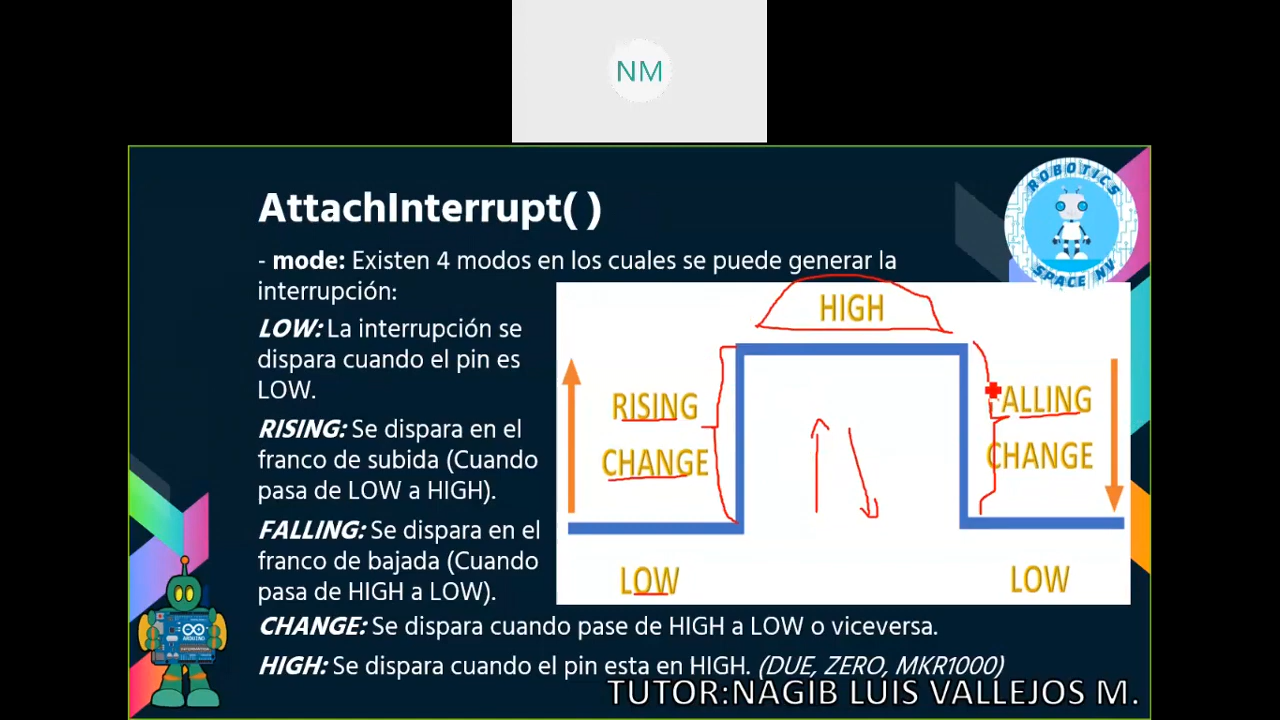 NM
AttachInterrupt( )
- mode: Existen 4 modos en los cuales se puede generar la
interrupción:
LOW: La interrupción se
dispara cuando el pin es
LOW.
RISING: Se dispara en el
franco de subida (Cuando
pasa de LOW a HIGH).
FALLING: Se dispara en el
franco de bajada (Cuando
pasa de HIGH a LOW).
CHANGE: Se dispara cuando pase de HIGH a LOW o viceversa.
HIGH: Se dispara cuando el pin esta en HIGH. (DUE, ZERO, MKR1000)
HIGH
RISING
CHANGE
FALLING
CHANGE
LOW
LOW
ROBOTICS
SPACE NV
ARDUINO
TUTOR:NAGIB LUIS VALLEJOS M.